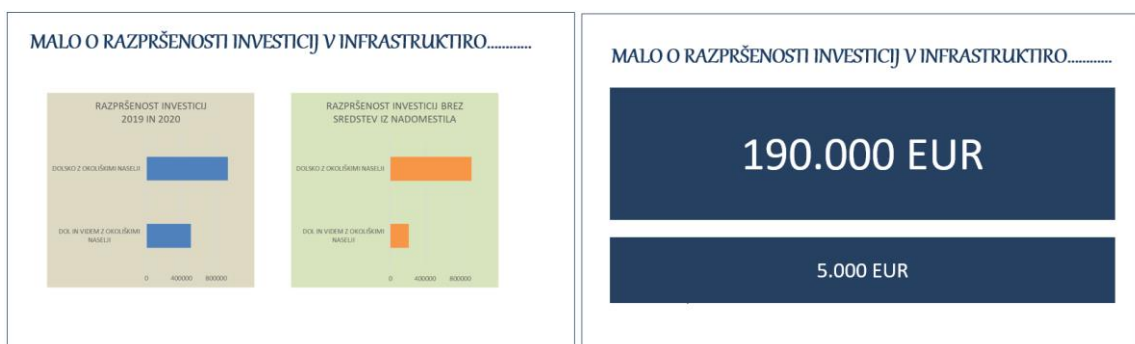 MALO O RAZPRŠENOSTI INVESTICIJ V INFRASTRUKTIRO............
RAZPRŠENOST INVESTICIJ
2019 IN 2020
DOLSKO Z OKOLIŠKIMI NASELJI
DOL IN VIDEM Z OKOLIŠKIMI
NASELJI
0 400000 800000
RAZPRŠENOST INVESTICIJ BREZ
SREDSTEV IZ NADOMESTILA
DOLSKO Z OKOLIŠKIMI NASELJI
DOL IN VIDEM Z OKOLIŠKIMI
NASELJI
0 400000 800000
MALO O RAZPRŠENOSTI INVESTICIJ V INFRASTRUKTIRO............
190.000 EUR
5.000 EUR